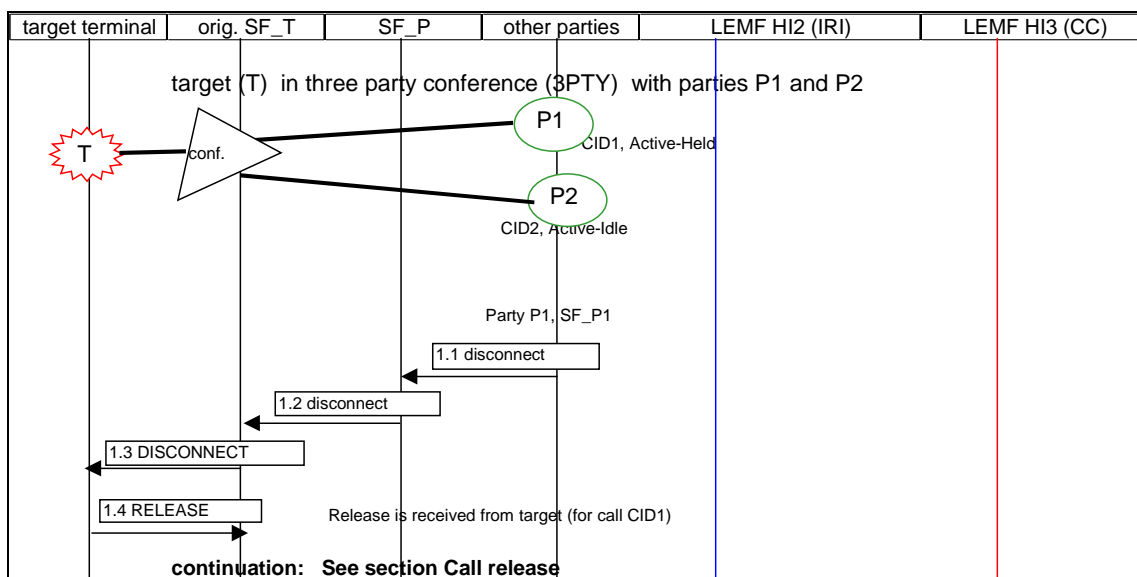 target terminal orig. SF_T SF_P other parties LEMF HI2 (IRI) LEMF HI3 (CC)
target (T) in three party conference (3PTY) with parties P1 and P2
P1
T
conf.
CID1, Active-Held
P2
CID2, Active-Idle
Party P1, SF_P1
1.1 disconnect
1.2 disconnect
1.3 DISCONNECT
1.4 RELEASE
Release is received from target (for call CID1)
continuation: See section Call release